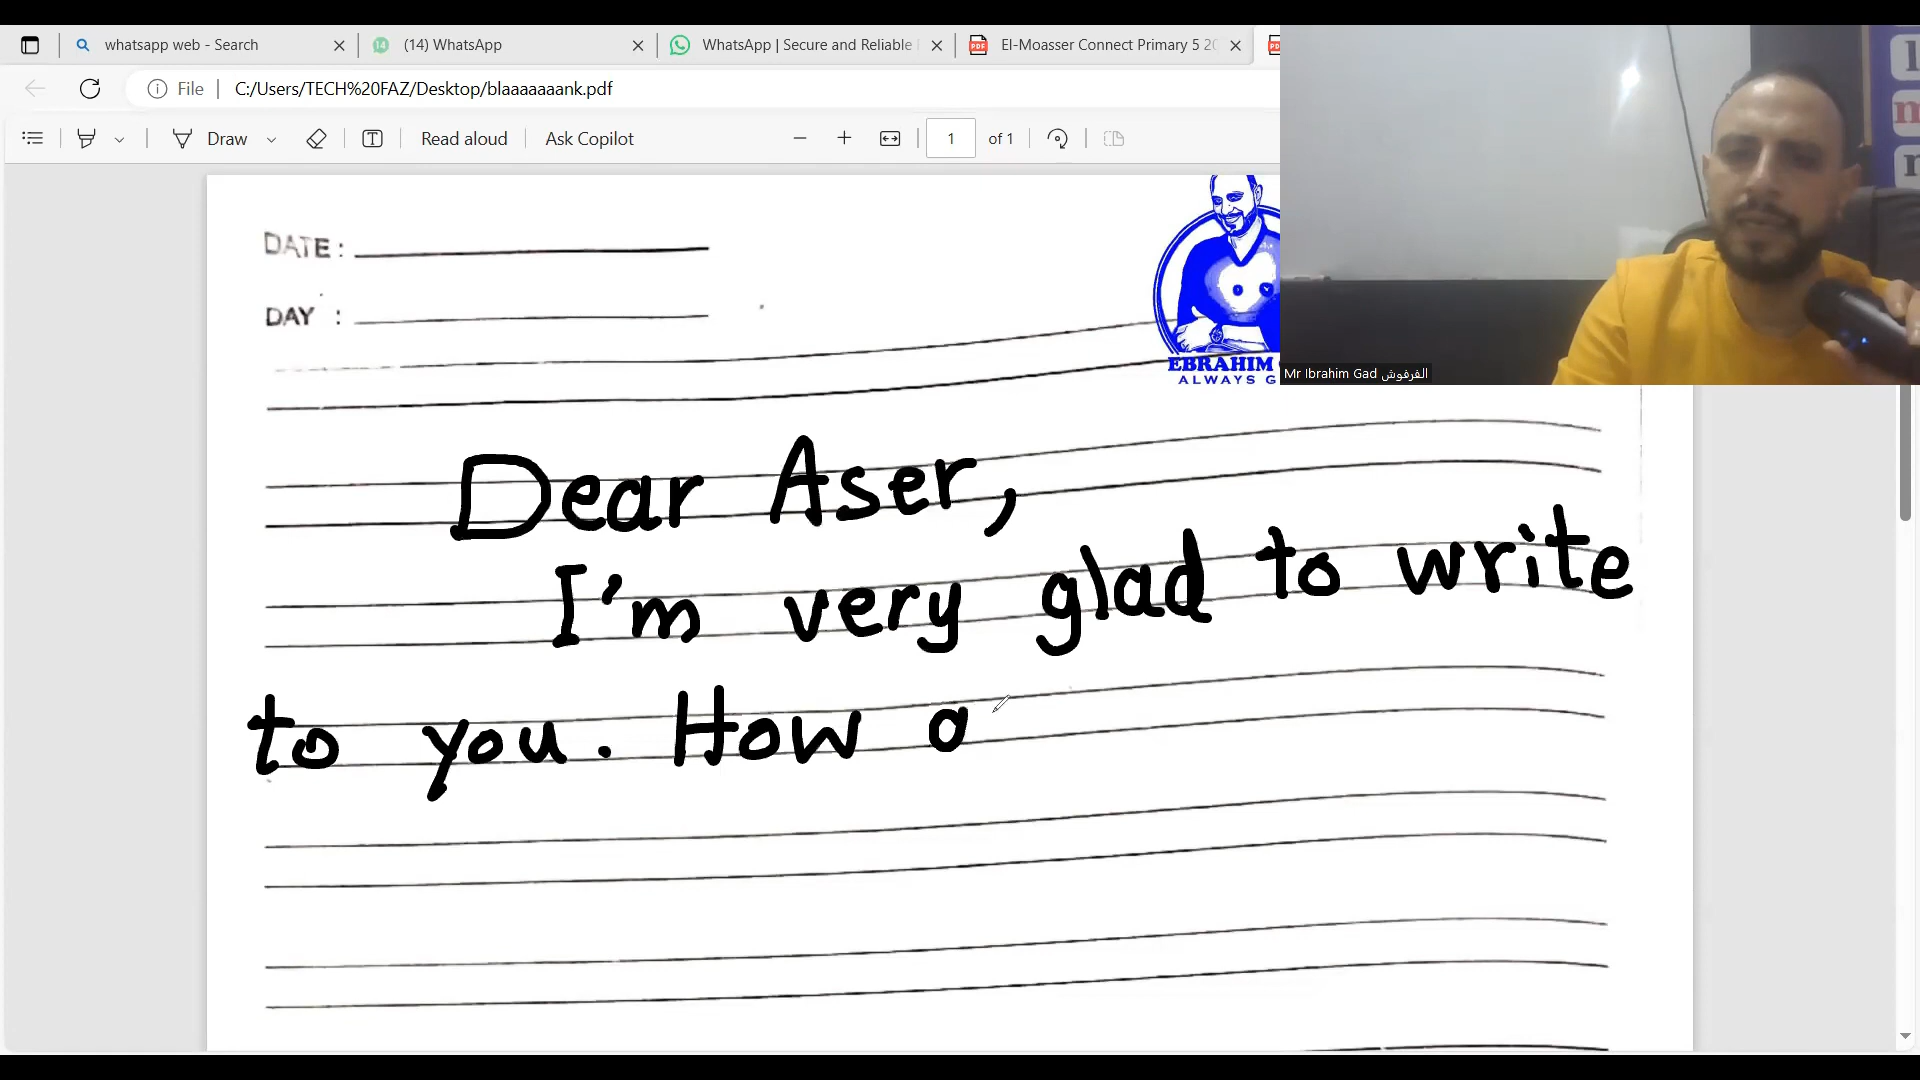 whatsapp web - Search
(14) WhatsApp
WhatsApp | Secure and Reliable
El-Moasser Connect Primary 5 20
File
C:/Users/TECH%20FAZ/Desktop/blaaaaaaank.pdf
Draw
Read aloud
Ask Copilot
1
of 1
DATE :
DAY :
EBRAHIM
ALWAYS G
Mr Ibrahim Gad الفرفوش
Dear Aser,
I'm very glad to write
to you. How a